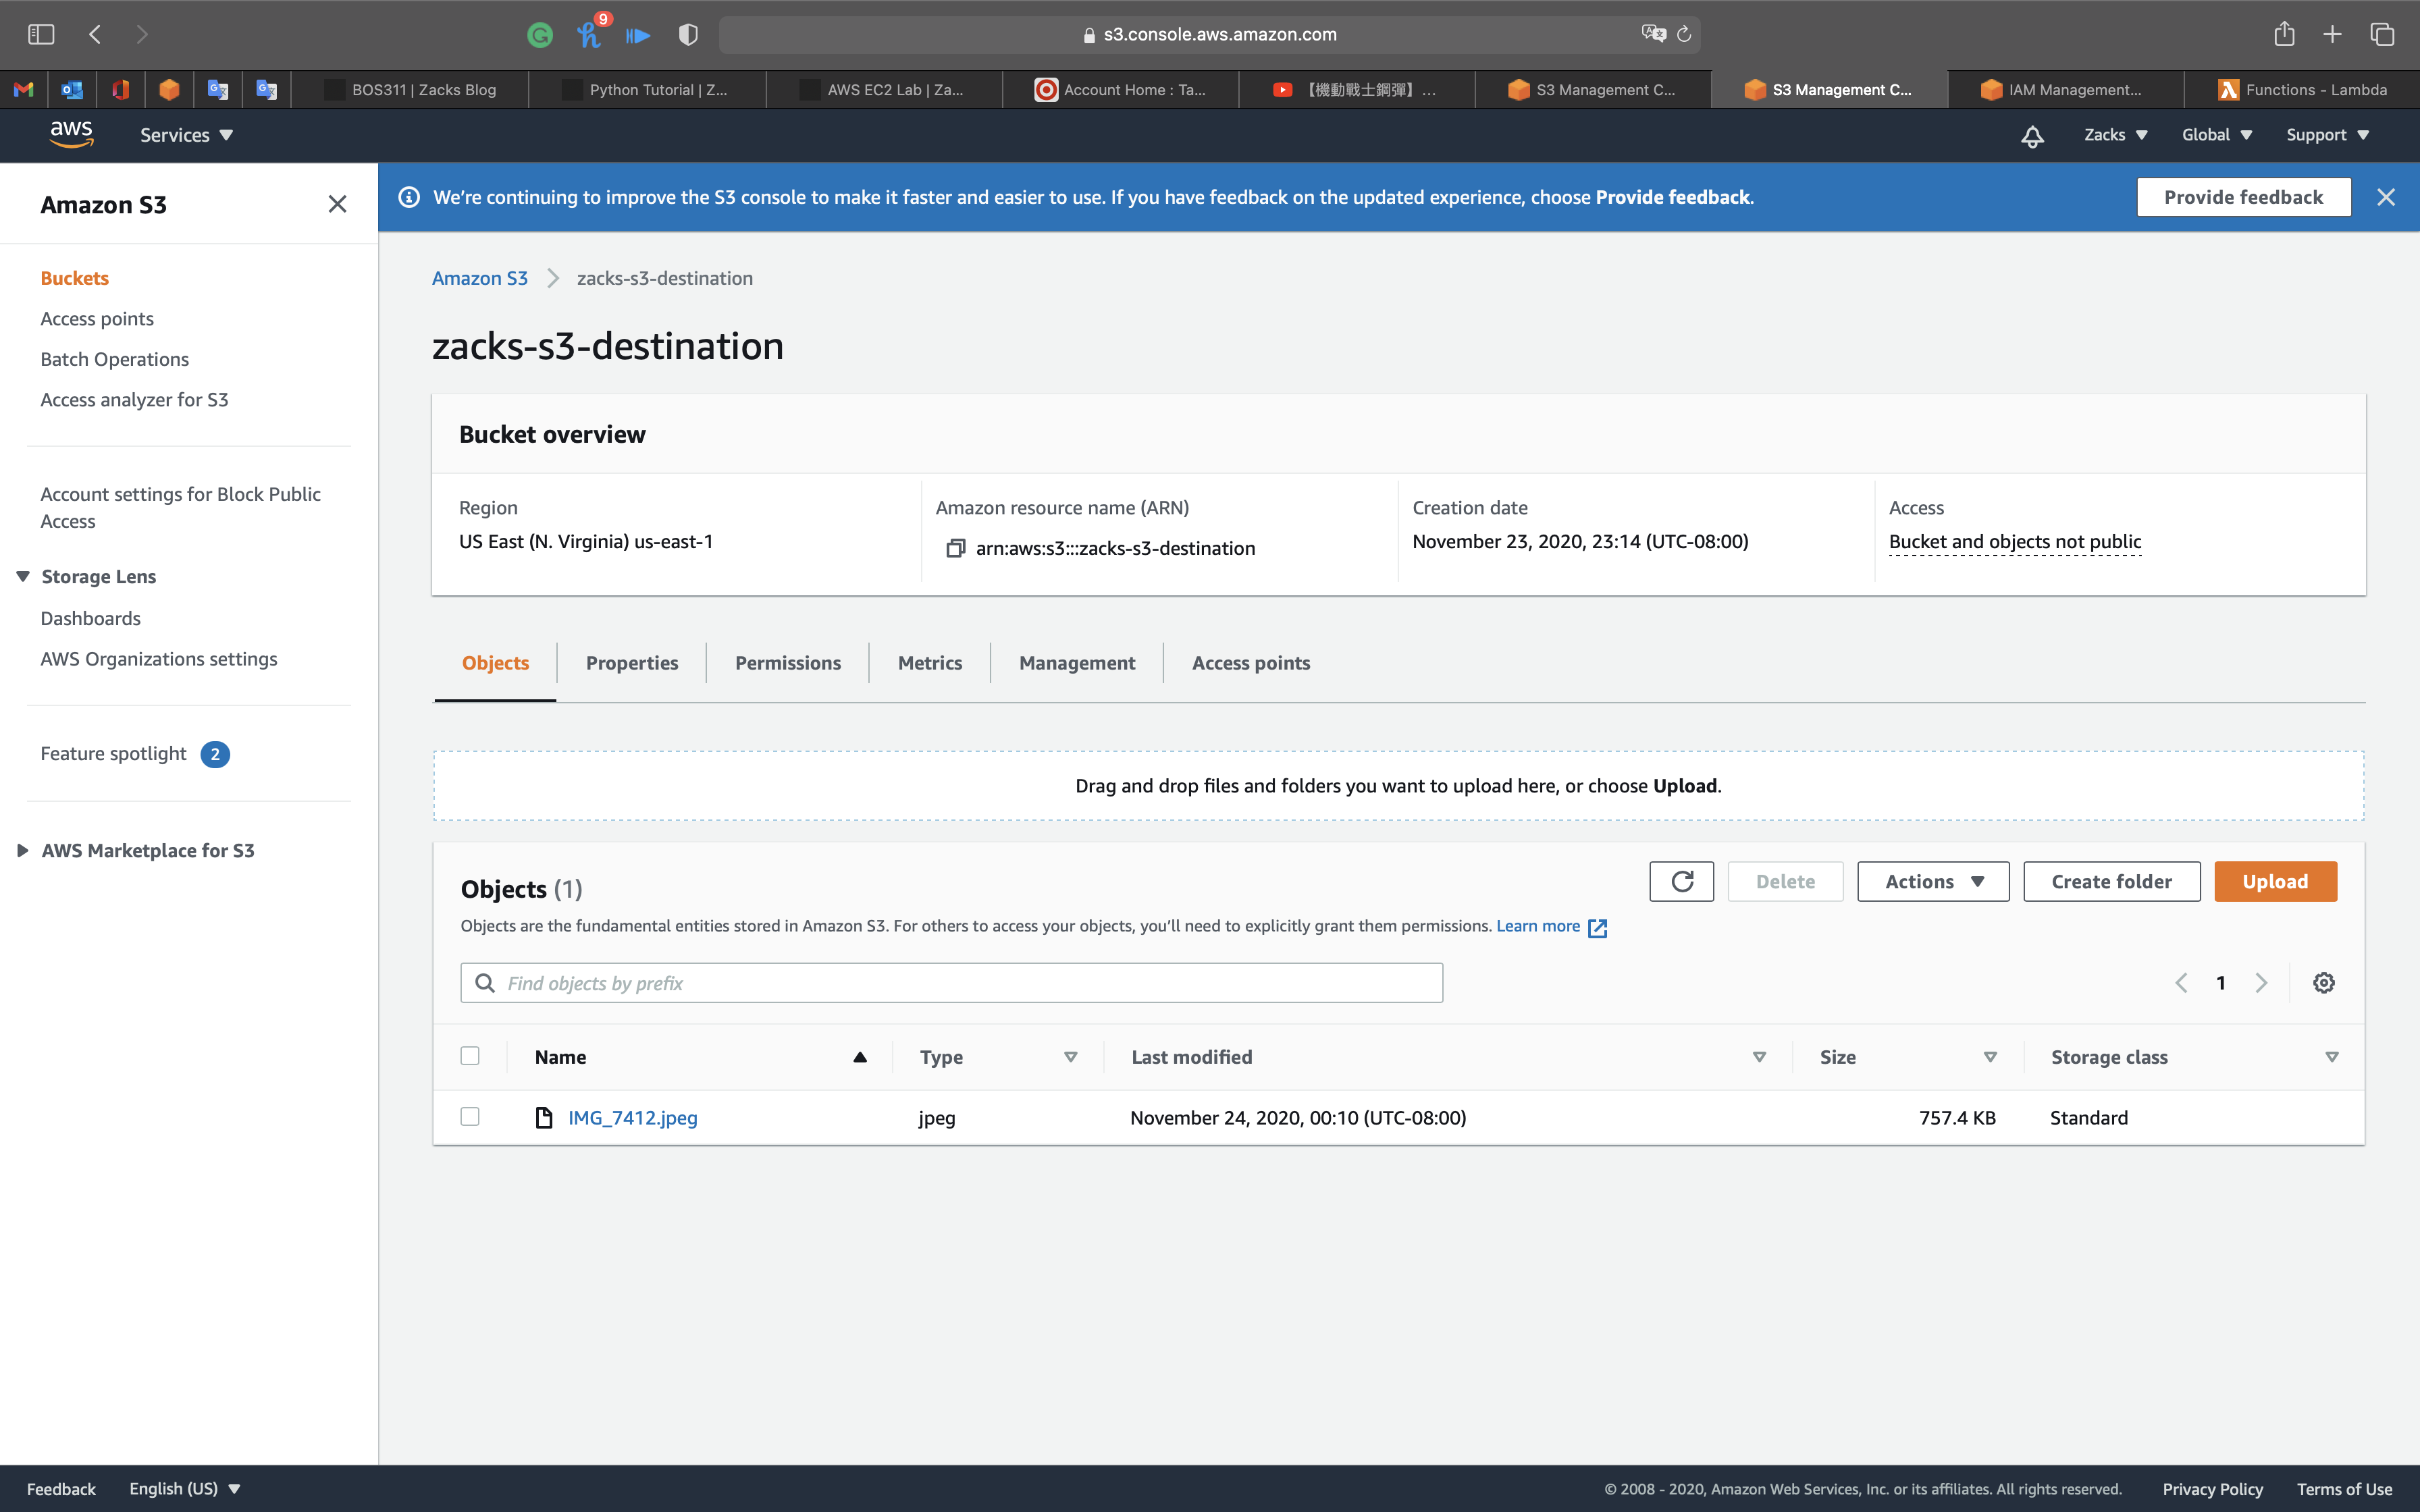 9
s3.console.aws.amazon.com
BOS311 | Zacks Blog
Python Tutorial | Z...
AWS EC2 Lab | Za...
Account Home : Ta...
【機動戰士鋼彈】...
S3 Management C...
S3 Management C...
IAM Management...
Functions - Lambda
aws
Services
Zacks
Global
Support
Amazon S3
We're continuing to improve the S3 console to make it faster and easier to use. If you have feedback on the updated experience, choose Provide feedback.
Provide feedback
Buckets
Access points
Batch Operations
Access analyzer for S3
Account settings for Block Public
Access
Storage Lens
Dashboards
AWS Organizations settings
Feature spotlight 2
AWS Marketplace for S3
Amazon S3
zacks-s3-destination
zacks-s3-destination
Bucket overview
Region
US East (N. Virginia) us-east-1
Amazon resource name (ARN)
arn:aws:s3:::zacks-s3-destination
Creation date
November 23, 2020, 23:14 (UTC-08:00)
Access
Bucket and objects not public
Objects
Properties
Permissions
Metrics
Management
Access points
Drag and drop files and folders you want to upload here, or choose Upload.
Objects (1)
Delete
Actions
Create folder
Upload
Objects are the fundamental entities stored in Amazon S3. For others to access your objects, you'll need to explicitly grant them permissions. Learn more
Find objects by prefix
1
Name
Type
Last modified
Size
Storage class
IMG_7412.jpeg
jpeg
November 24, 2020, 00:10 (UTC-08:00)
757.4 KB
Standard
Feedback
English (US)
© 2008 - 2020, Amazon Web Services, Inc. or its affiliates. All rights reserved.
Privacy Policy
Terms of Use